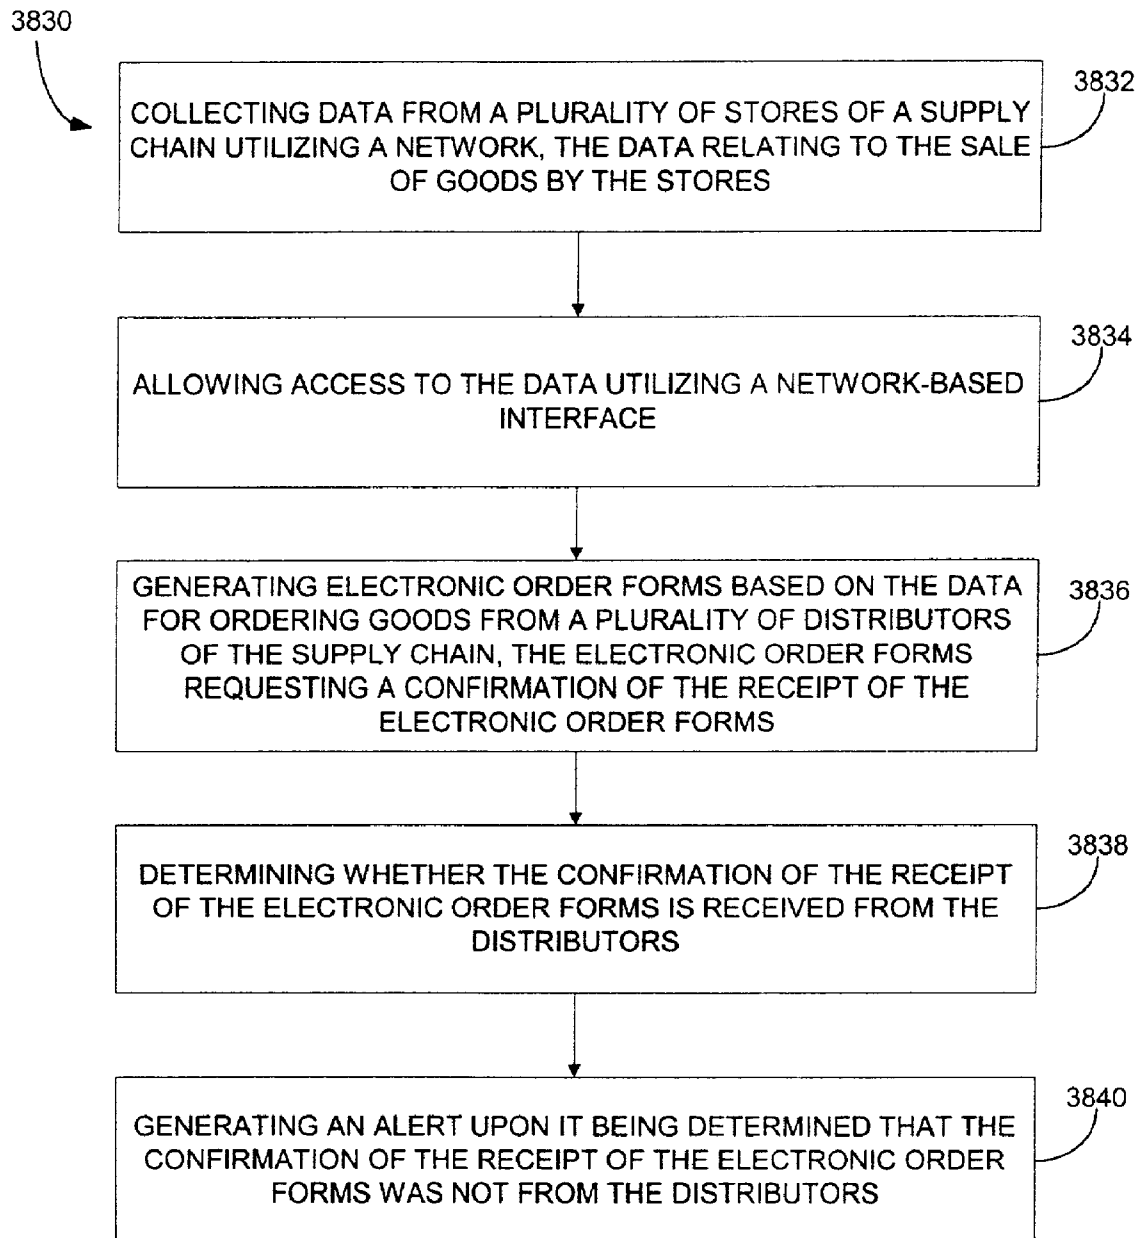 3830
3832
COLLECTING DATA FROM A PLURALITY OF STORES OF A SUPPLY
CHAIN UTILIZING A NETWORK, THE DATA RELATING TO THE SALE
OF GOODS BY THE STORES
3834
ALLOWING ACCESS TO THE DATA UTILIZING A NETWORK-BASED
INTERFACE
3836
GENERATING ELECTRONIC ORDER FORMS BASED ON THE DATA
FOR ORDERING GOODS FROM A PLURALITY OF DISTRIBUTORS
OF THE SUPPLY CHAIN, THE ELECTRONIC ORDER FORMS
REQUESTING A CONFIRMATION OF THE RECEIPT OF THE
ELECTRONIC ORDER FORMS
3838
DETERMINING WHETHER THE CONFIRMATION OF THE RECEIPT
OF THE ELECTRONIC ORDER FORMS IS RECEIVED FROM THE
DISTRIBUTORS
3840
GENERATING AN ALERT UPON IT BEING DETERMINED THAT THE
CONFIRMATION OF THE RECEIPT OF THE ELECTRONIC ORDER
FORMS WAS NOT FROM THE DISTRIBUTORS